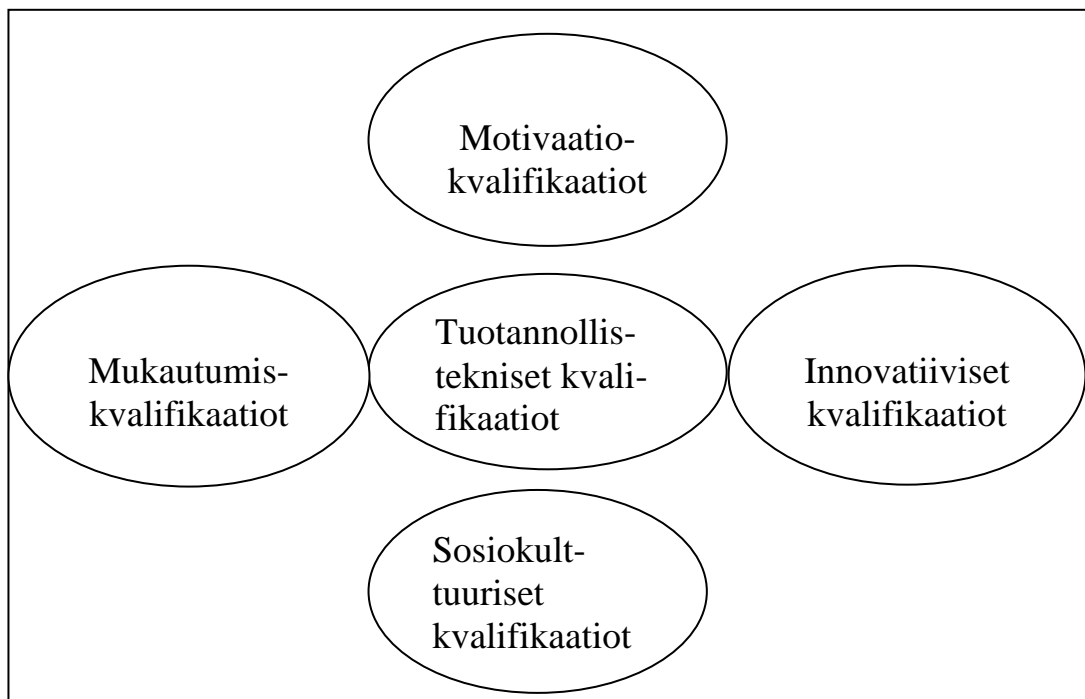 Motivaatio-
kvalifikaatiot
Mukautumis-
kvalifikaatiot
Tuotannollis-
tekniset kvali-
fikaatiot
Innovatiiviset
kvalifikaatiot
Sosiokult-
tuuriset
kvalifikaatiot